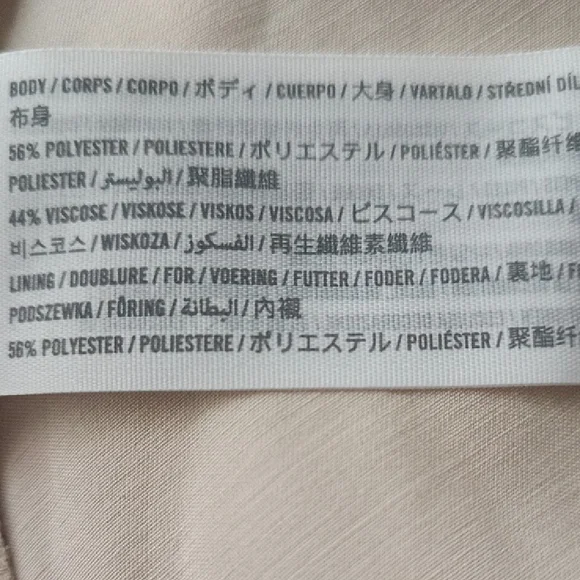 BODY / CORPS / CORPO / ボディ / CUERPO / 大身 / VARTALO / STŘEDNÍ DÍL
布身
56% POLYESTER / POLIESTERE / ポリエステル / POLIÉSTER / 聚酯纤维
POLIESTER / البوليستر / 聚脂纖維
44% VISCOSE / VISKOSE / VISKOS / VISCOSA / ビスコース / VISCOSILLA /
비스코스 / WISKOZA / الفسكوز / 再生纖維素纖維
LINING / DOUBLURE / FOR / VOERING / FUTTER / FODER / FODERA / 裏地 /
PODSZEWKA / FÔRING / البطانة / 內襯
56% POLYESTER / POLIESTERE / ポリエステル / POLIÉSTER / 聚酯纤